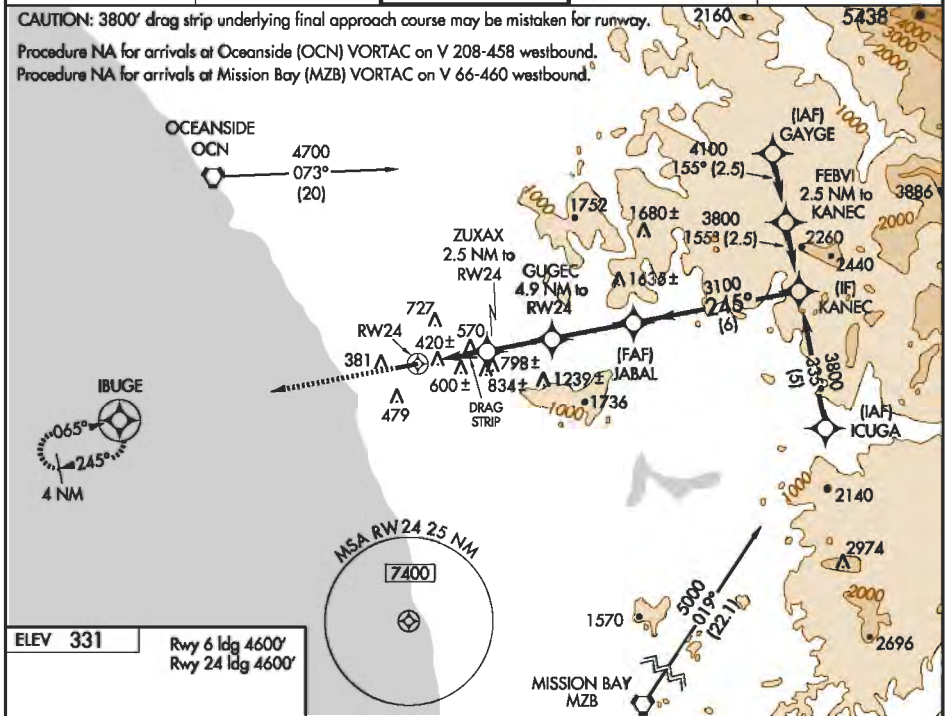 CAUTION: 3800' drag strip underlying final approach course may be mistaken for runway.
Procedure NA for arrivals at Oceanside (OCN) VORTAC on V 208-458 westbound.
Procedure NA for arrivals at Mission Bay (MZB) VORTAC on V 66-460 westbound.
2160
5438
4000
3000
2000
1000
OCEANSIDE
OCN
4700
073°
(20)
(IAF)
GAYGE
4100
155° (2.5)
FEBVI
2.5 NM to
KANEC
3886
2000
1000
1752
1680±
3800
155° (2.5)
2260
2440
ZUXAX
2.5 NM to
RW24
GUGEC
4.9 NM to
RW24
1635±
3100
245°
(6)
(IF)
KANEC
727
RW24
420±
570
381
600±
798±
834±
479
DRAG
STRIP
1239±
1000
1736
(FAF)
JABAL
3800
335°
(5)
(IAF)
ICUGA
IBUGE
065°
245°
4 NM
1000
2140
2974
2000
2696
MSA RW24 25 NM
7400
1570
5000
019°
(22.1)
MISSION BAY
MZB
ELEV 331
Rwy 6 ldg 4600'
Rwy 24 ldg 4600'